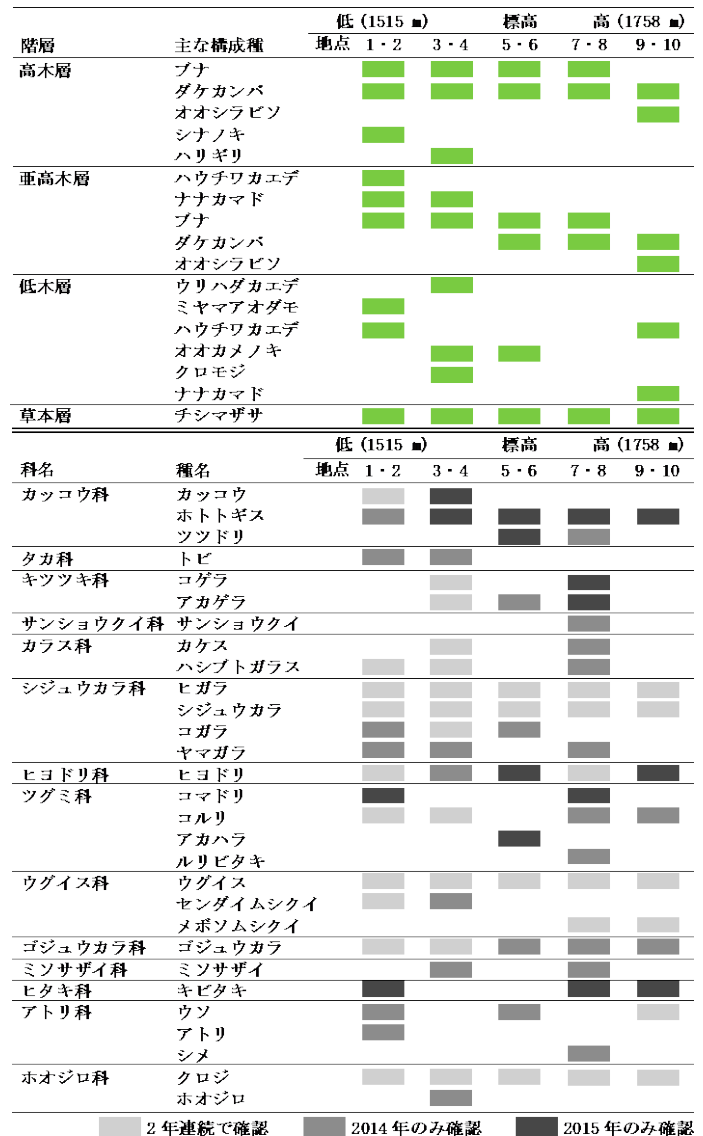 低 (1515 m) 標高 高 (1758 m)
階層 主な構成種 地点 1・2 3・4 5・6 7・8 9・10
高木層 ブナ
ダケカンバ
オオシラビソ
シナノキ
ハリギリ
亜高木層 ハウチワカエデ
ナナカマド
ブナ
ダケカンバ
オオシラビソ
低木層 ウリハダカエデ
ミヤマアオダモ
ハウチワカエデ
オオカメノキ
クロモジ
ナナカマド
草本層 チシマザサ
低 (1515 m) 標高 高 (1758 m)
科名 種名 地点 1・2 3・4 5・6 7・8 9・10
カッコウ科 カッコウ
ホトトギス
ツツドリ
タカ科 トビ
キツツキ科 コゲラ
アカゲラ
サンショウクイ科 サンショウクイ
カラス科 カケス
ハシブトガラス
シジュウカラ科 ヒガラ
シジュウカラ
コガラ
ヤマガラ
ヒヨドリ科 ヒヨドリ
ツグミ科 コマドリ
コルリ
アカハラ
ルリビタキ
ウグイス科 ウグイス
センダイムシクイ
メボソムシクイ
ゴジュウカラ科 ゴジュウカラ
ミソサザイ科 ミソサザイ
ヒタキ科 キビタキ
アトリ科 ウソ
アトリ
シメ
ホオジロ科 クロジ
ホオジロ
2年連続で確認 2014年のみ確認 2015年のみ確認